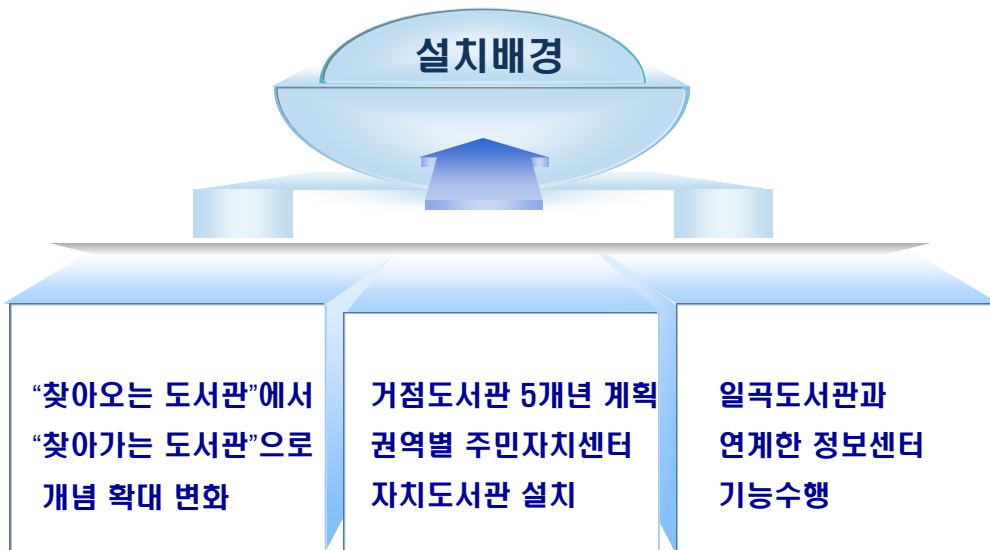 설치배경
“찾아오는 도서관”에서
“찾아가는 도서관”으로
개념 확대 변화
거점도서관 5개년 계획
권역별 주민자치센터
자치도서관 설치
일곡도서관과
연계한 정보센터
기능수행